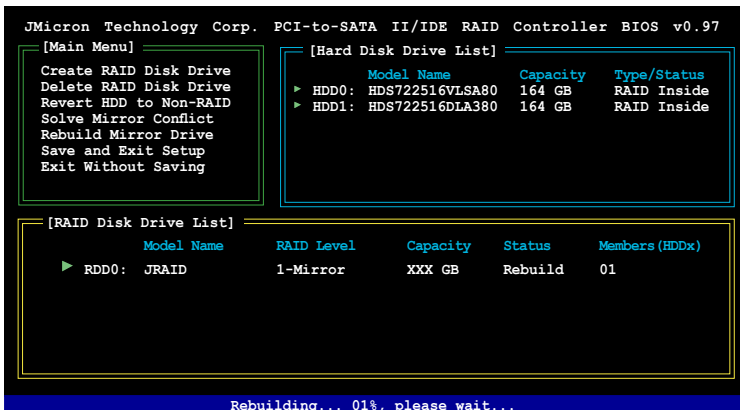 JMicron Technology Corp. PCI-to-SATA II/IDE RAID Controller BIOS v0.97
[Main Menu]
Create RAID Disk Drive
Delete RAID Disk Drive
Revert HDD to Non-RAID
Solve Mirror Conflict
Rebuild Mirror Drive
Save and Exit Setup
Exit Without Saving
[Hard Disk Drive List]
Model Name Capacity Type/Status
HDD0: HDS722516VLSA80 164 GB RAID Inside
HDD1: HDS722516DLA380 164 GB RAID Inside
[RAID Disk Drive List]
Model Name RAID Level Capacity Status Members(HDDx)
RDD0: JRAID 1-Mirror XXX GB Rebuild 01
Rebuilding... 01%, please wait...